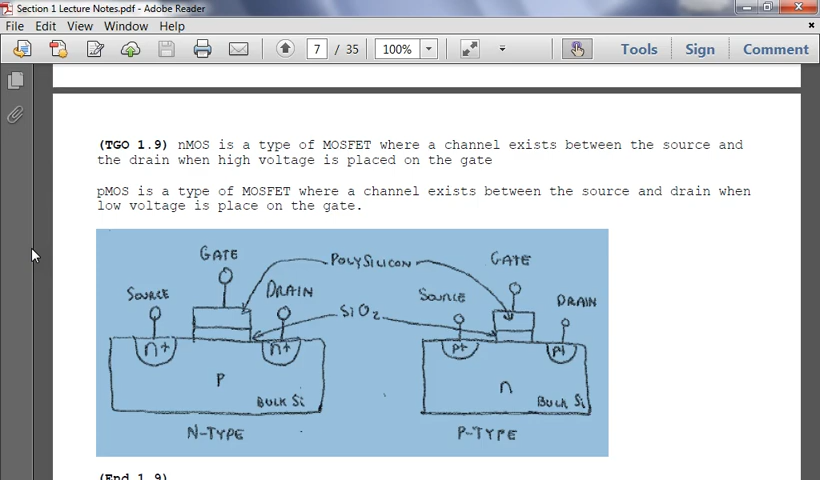 Section 1 Lecture Notes.pdf - Adobe Reader
File Edit View Window Help
7 / 35 100% Tools Sign Comment
(TGO 1.9) nMOS is a type of MOSFET where a channel exists between the source and
the drain when high voltage is placed on the gate
pMOS is a type of MOSFET where a channel exists between the source and drain when
low voltage is place on the gate.
GATE POLYSILICON GATE
SOURCE DRAIN SOURCE DRAIN
SiO2
n+ n+ p+ p+
P n
BULK Si BULK Si
N-TYPE P-TYPE
(End 1.9)